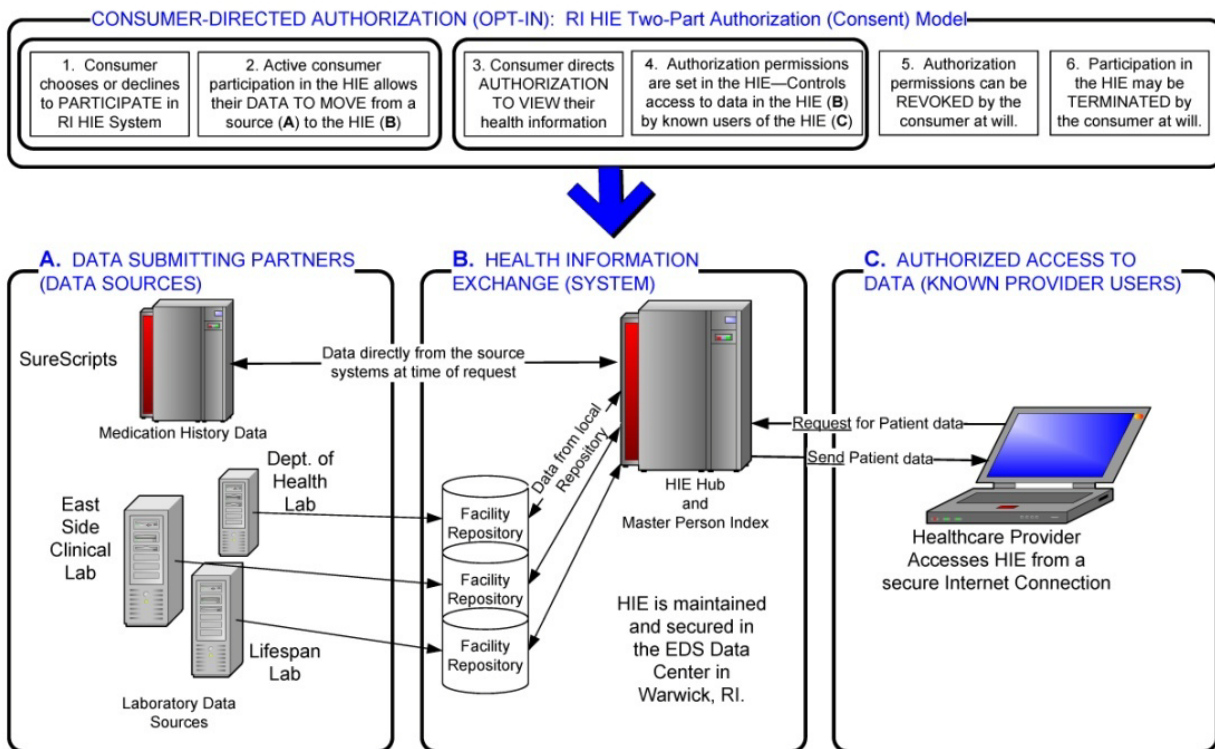 CONSUMER-DIRECTED AUTHORIZATION (OPT-IN): RI HIE Two-Part Authorization (Consent) Model
1. Consumer
chooses or declines
to PARTICIPATE in
RI HIE System
2. Active consumer
participation in the HIE allows
their DATA TO MOVE from a
source (A) to the HIE (B)
3. Consumer directs
AUTHORIZATION
TO VIEW their
health information
4. Authorization permissions
are set in the HIE—Controls
access to data in the HIE (B)
by known users of the HIE (C)
5. Authorization
permissions can be
REVOKED by the
consumer at will.
6. Participation in
the HIE may be
TERMINATED by
the consumer at will.
A. DATA SUBMITTING PARTNERS
(DATA SOURCES)
SureScripts
Medication History Data
Dept. of
Health
Lab
East
Side
Clinical
Lab
Lifespan
Lab
Laboratory Data
Sources
Data directly from the source
systems at time of request
B. HEALTH INFORMATION
EXCHANGE (SYSTEM)
Data from local
Repository
Facility
Repository
Facility
Repository
Facility
Repository
HIE Hub
and
Master Person Index
HIE is maintained
and secured in
the EDS Data
Center in
Warwick, RI.
C. AUTHORIZED ACCESS TO
DATA (KNOWN PROVIDER USERS)
Request for Patient data
Send Patient data
Healthcare Provider
Accesses HIE from a
secure Internet Connection